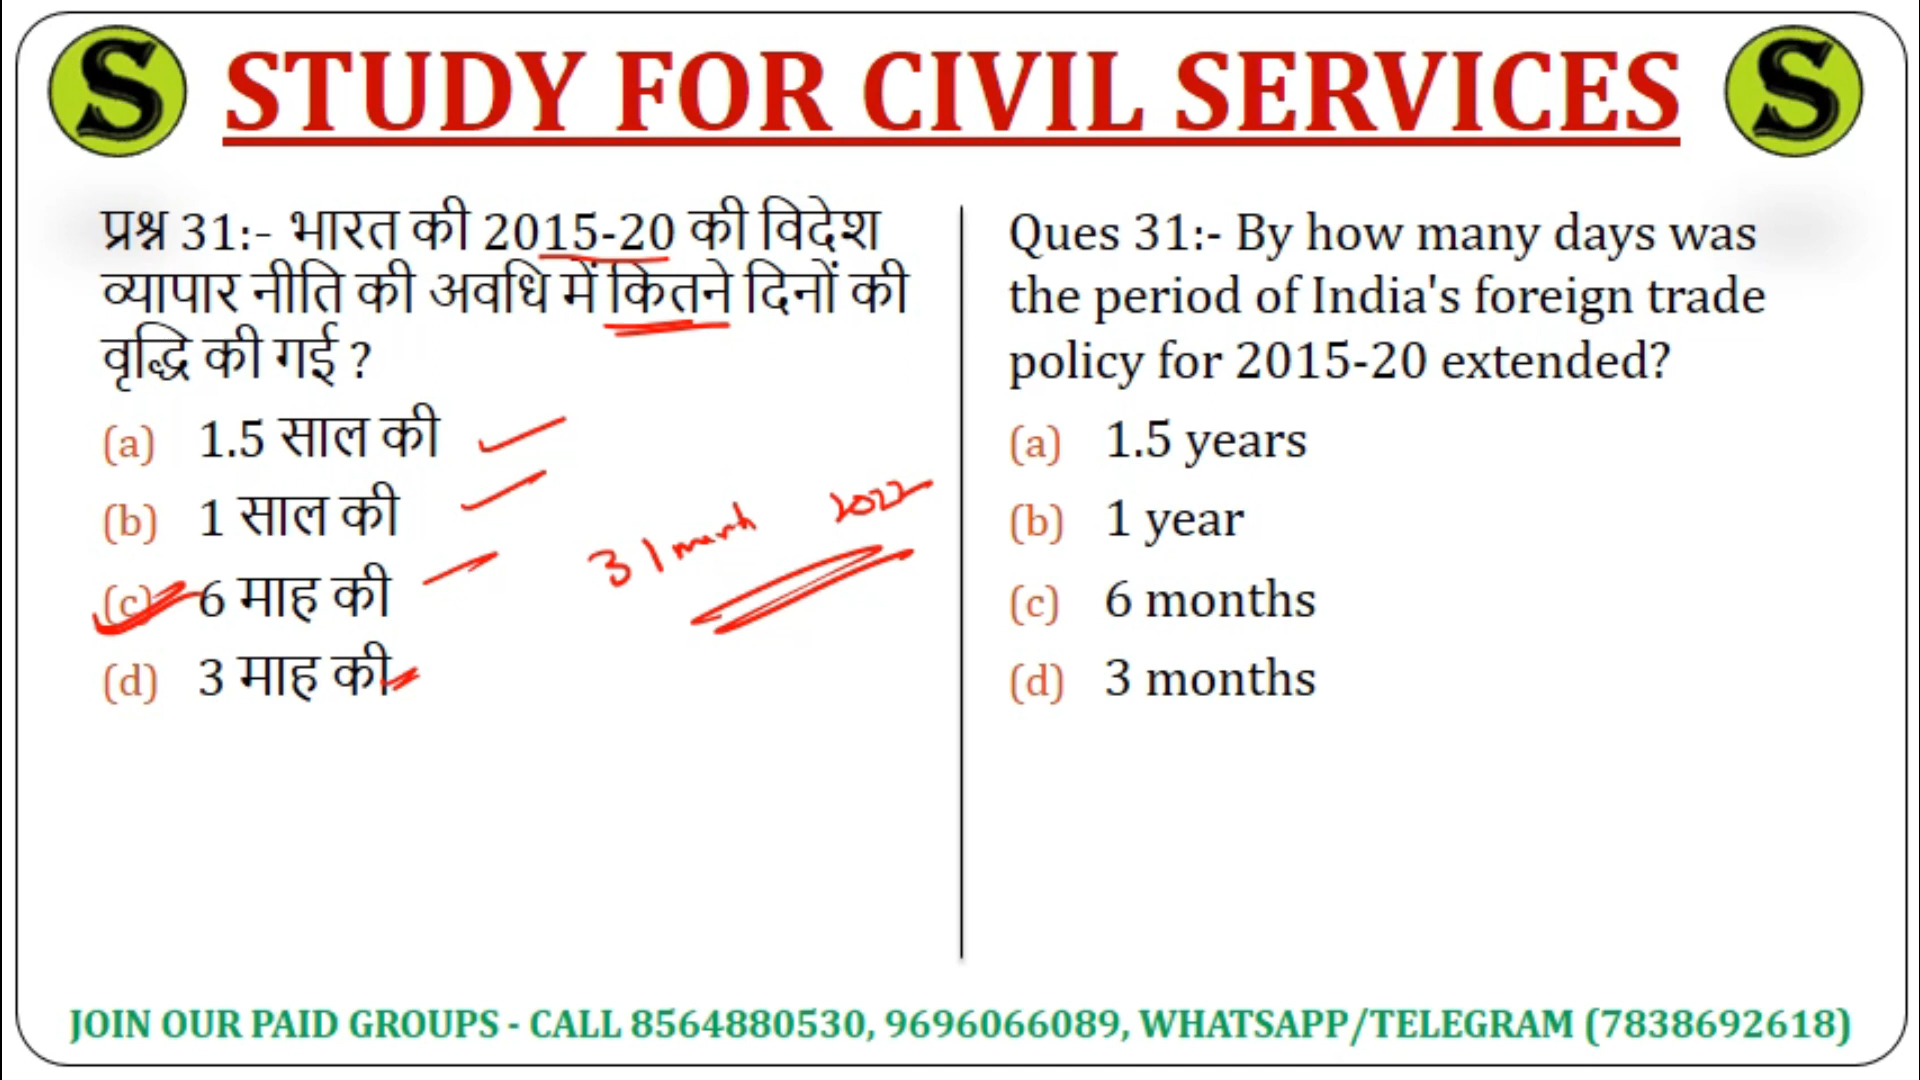 S STUDY FOR CIVIL SERVICES S
प्रश्न 31:- भारत की 2015-20 की विदेश
व्यापार नीति की अवधि में कितने दिनों की
वृद्धि की गई ?
(a) 1.5 साल की
(b) 1 साल की
(c) 6 माह की
(d) 3 माह की
31 march 2022
Ques 31:- By how many days was
the period of India's foreign trade
policy for 2015-20 extended?
(a) 1.5 years
(b) 1 year
(c) 6 months
(d) 3 months
JOIN OUR PAID GROUPS - CALL 8564880530, 9696066089, WHATSAPP/TELEGRAM (7838692618)